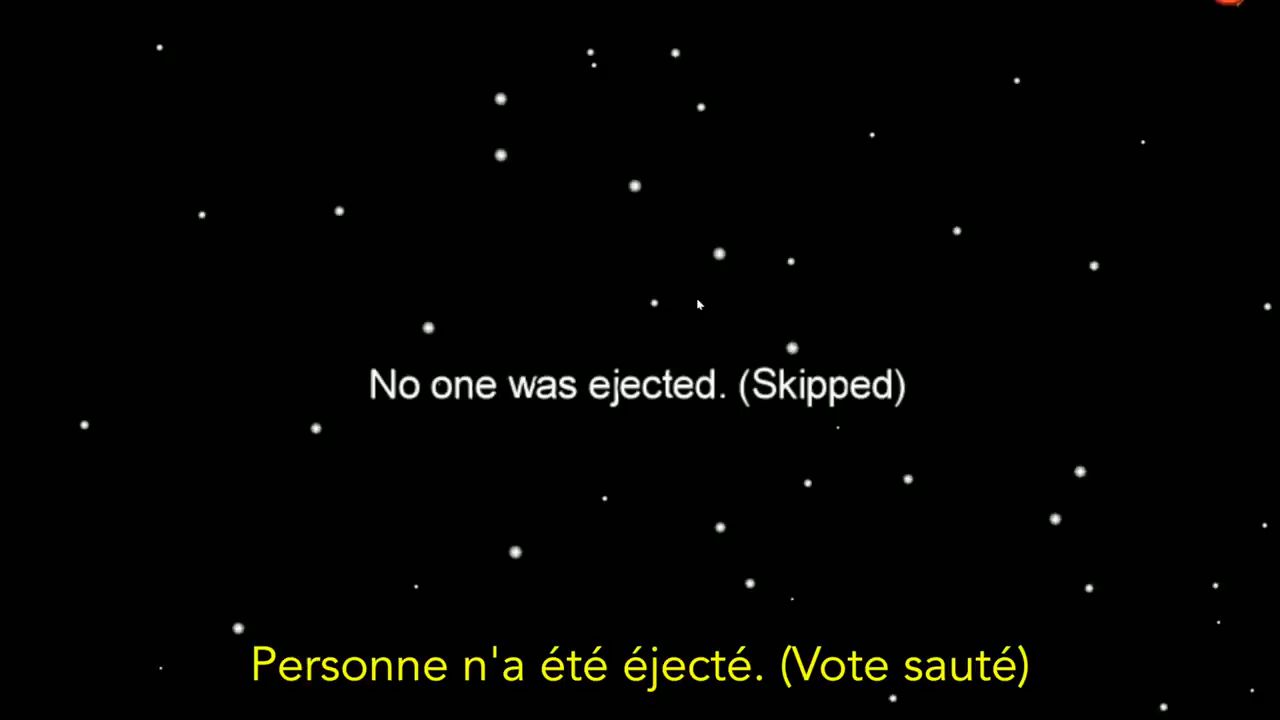 No one was ejected. (Skipped)
Personne n'a été éjecté. (Vote sauté)